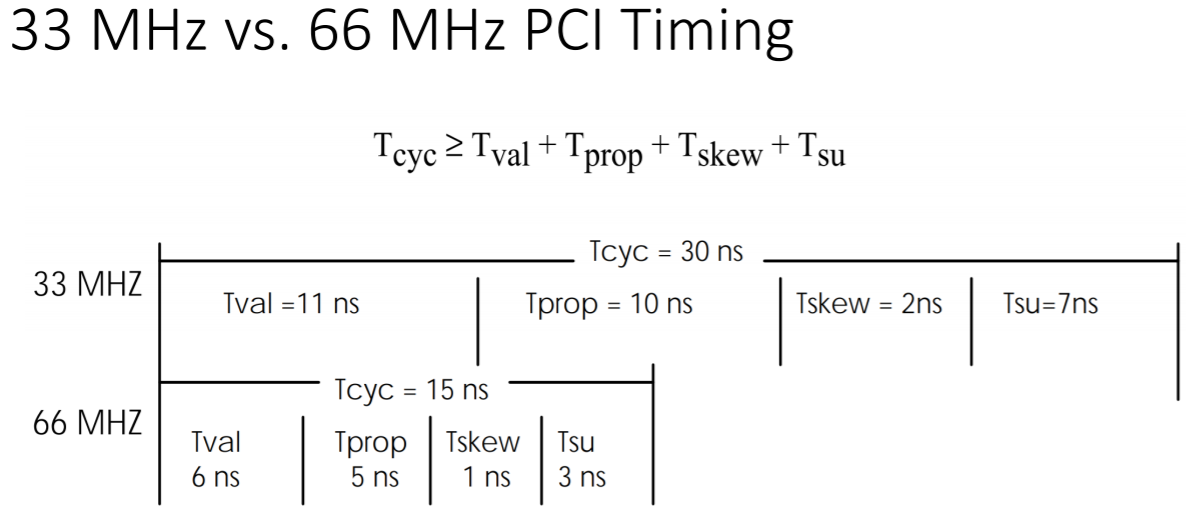 33 MHz vs. 66 MHz PCI Timing
Tcyc ≥ Tval + Tprop + Tskew + Tsu
Tcyc = 30 ns
33 MHZ
Tval =11 ns Tprop = 10 ns Tskew = 2ns Tsu=7ns
Tcyc = 15 ns
66 MHZ
Tval Tprop Tskew Tsu
6 ns 5 ns 1 ns 3 ns